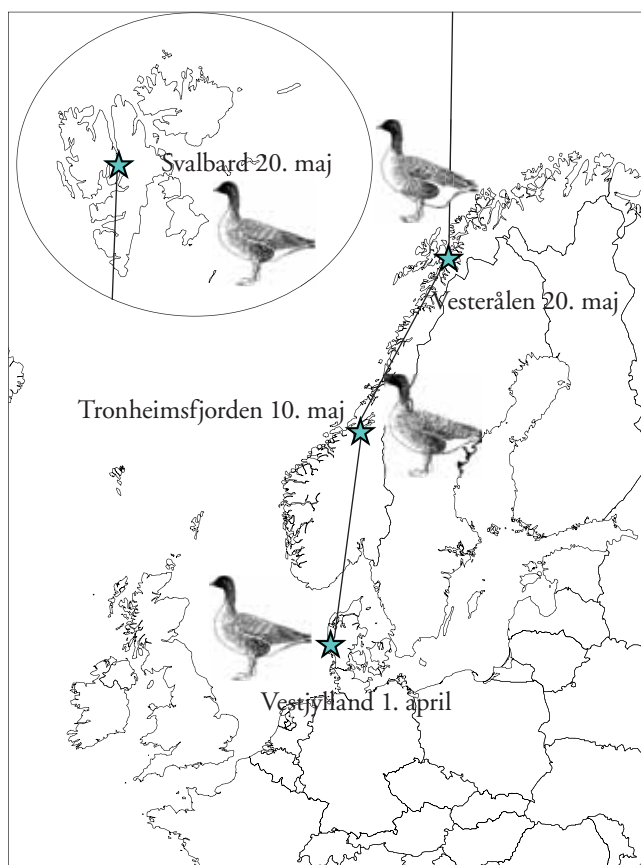 Svalbard 20. maj
Vesterålen 20. maj
Tronheimsfjorden 10. maj
Vestjylland 1. april